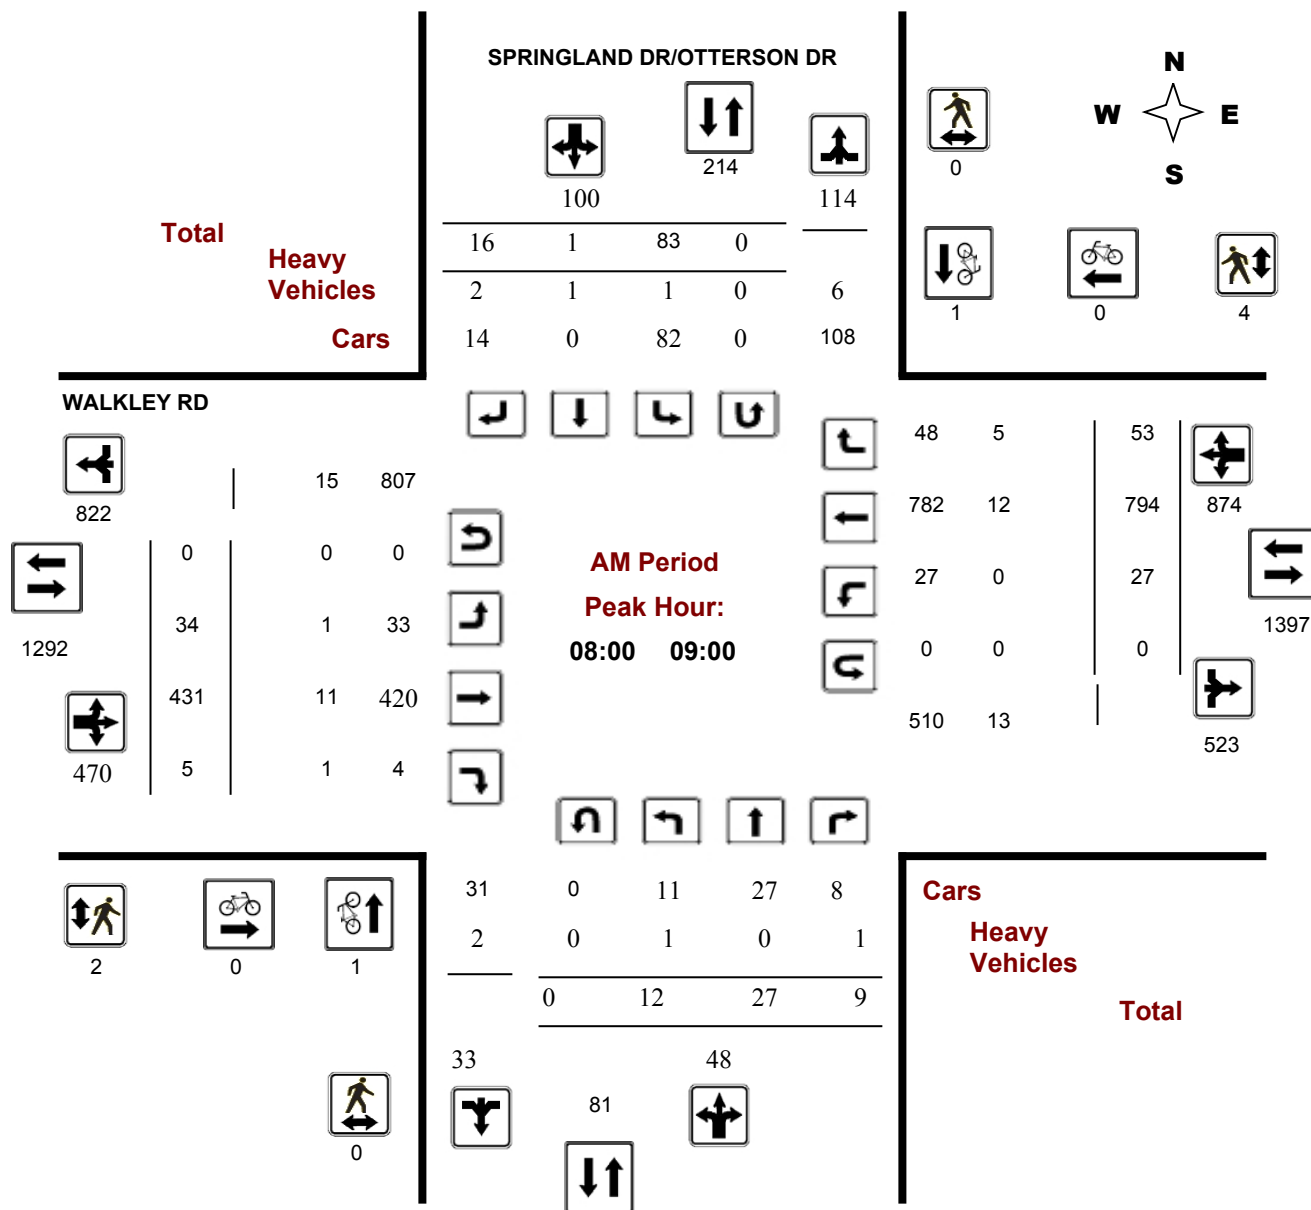 SPRINGLAND DR/OTTERSON DR
N
W E
S
214
0
100 114
Total 16 1 83 0
Heavy
Vehicles 2 1 1 0 6
1 0 4
Cars 14 0 82 0 108
WALKLEY RD
48 5 53
15 807
822
782 12 794 874
0 0 0
AM Period
27 0 27
Peak Hour:
34 1 33
1292
1397
08:00 09:00
0 0 0
431 11 420
510 13
523
470 5 1 4
31 0 11 27 8
Cars
2 0 1 0 1
Heavy
Vehicles
2 0 1
0 12 27 9
Total
33 48
81
0